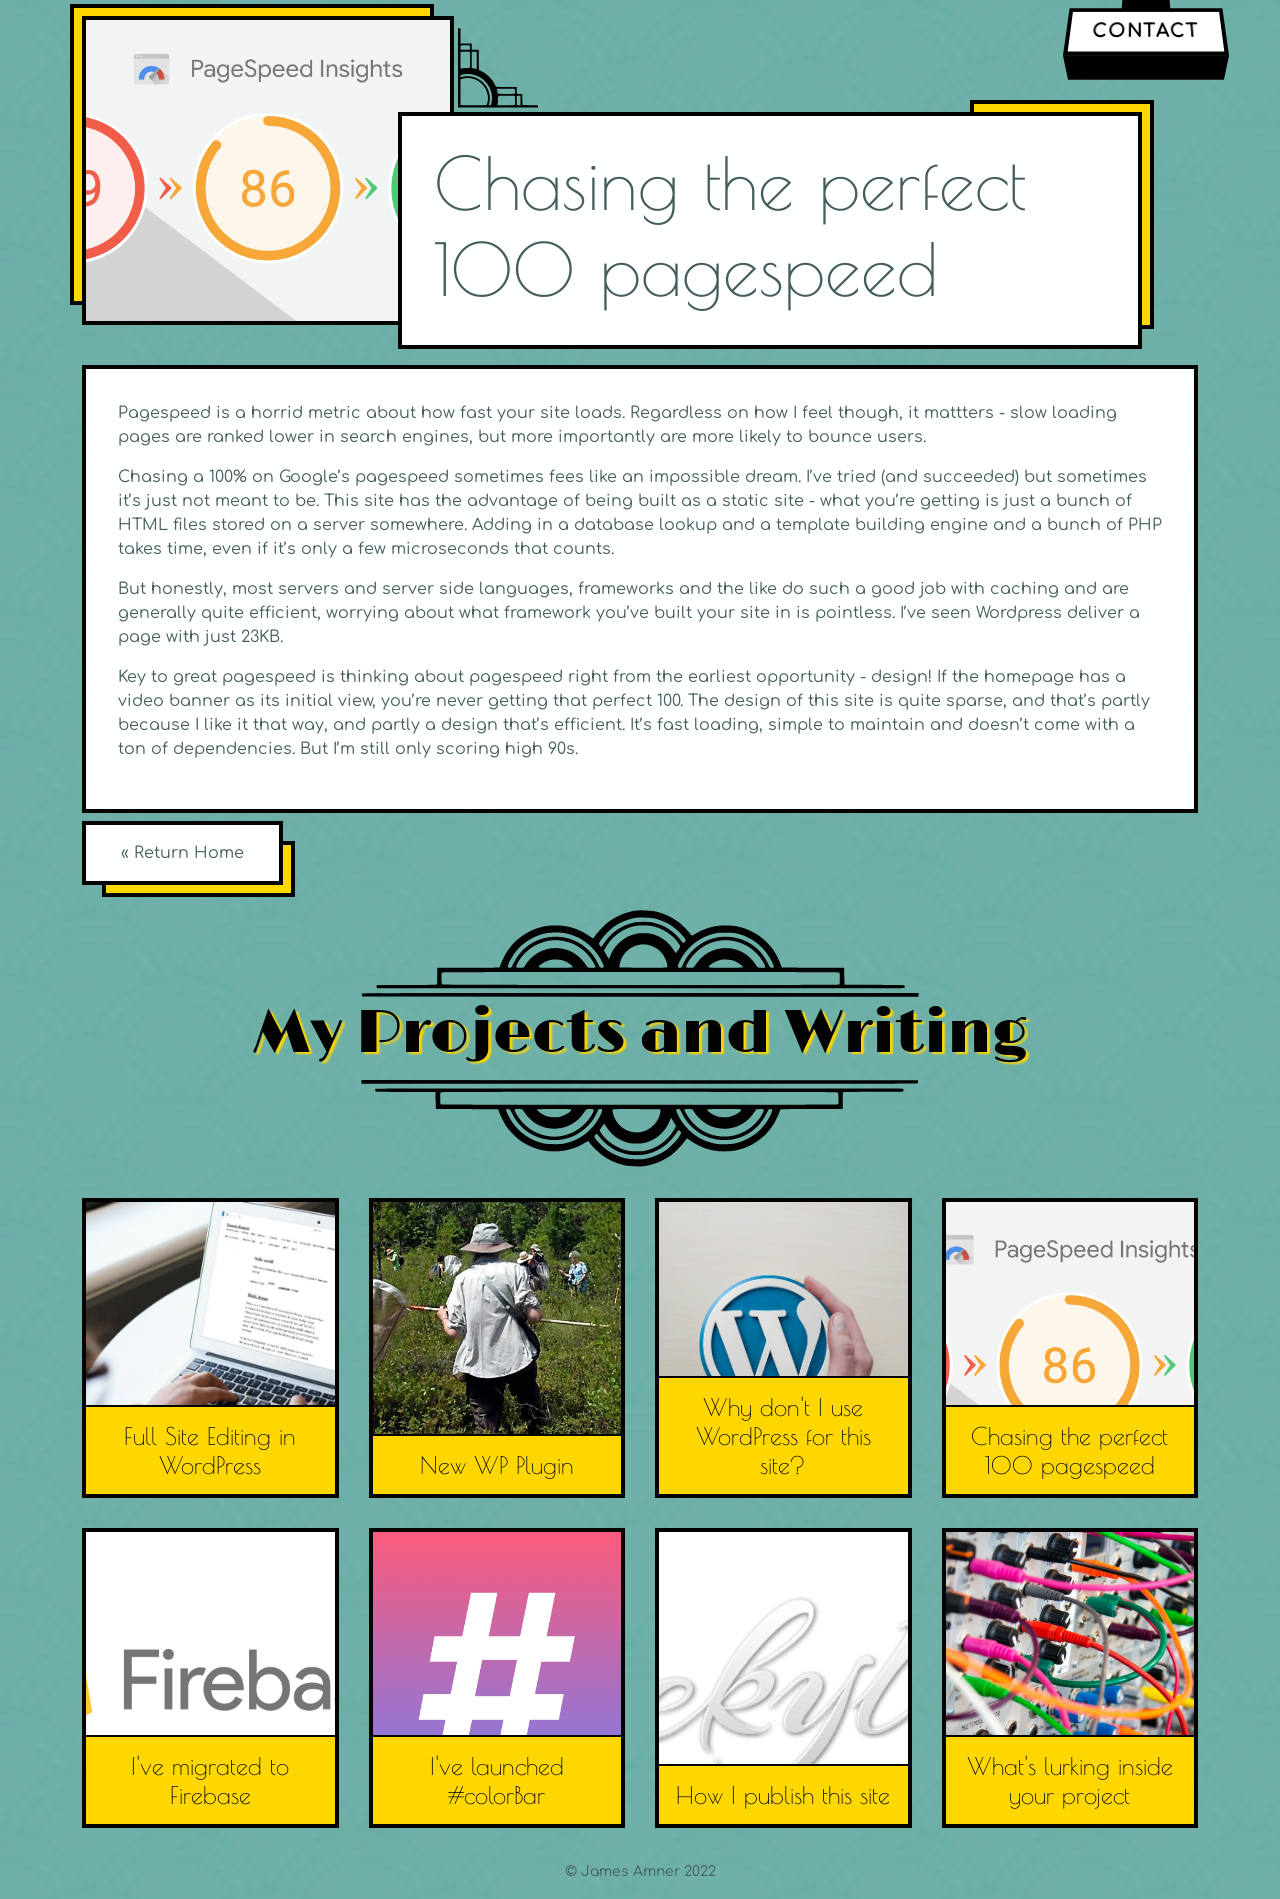 CONTACT
PageSpeed Insights
9 » 86 »
Chasing the perfect
100 pagespeed
Pagespeed is a horrid metric about how fast your site loads. Regardless on how I feel though, it mattters - slow loading
pages are ranked lower in search engines, but more importantly are more likely to bounce users.
Chasing a 100% on Google's pagespeed sometimes fees like an impossible dream. I've tried (and succeeded) but sometimes
it's just not meant to be. This site has the advantage of being built as a static site - what you're getting is just a bunch of
HTML files stored on a server somewhere. Adding in a database lookup and a template building engine and a bunch of PHP
takes time, even if it's only a few microseconds that counts.
But honestly, most servers and server side languages, frameworks and the like do such a good job with caching and are
generally quite efficient, worrying about what framework you've built your site in is pointless. I've seen Wordpress deliver a
page with just 23KB.
Key to great pagespeed is thinking about pagespeed right from the earliest opportunity - design! If the homepage has a
video banner as its initial view, you're never getting that perfect 100. The design of this site is quite sparse, and that's partly
because I like it that way, and partly a design that's efficient. It's fast loading, simple to maintain and doesn't come with a
ton of dependencies. But I'm still only scoring high 90s.
« Return Home
My Projects and Writing
Full Site Editing in
WordPress
New WP Plugin
W
Why don't I use
WordPress for this
site?
PageSpeed Insights
» 86 »
Chasing the perfect
100 pagespeed
Fireba
I've migrated to
Firebase
#
I've launched
#colorBar
ekyl
How I publish this site
What's lurking inside
your project
© James Amner 2022